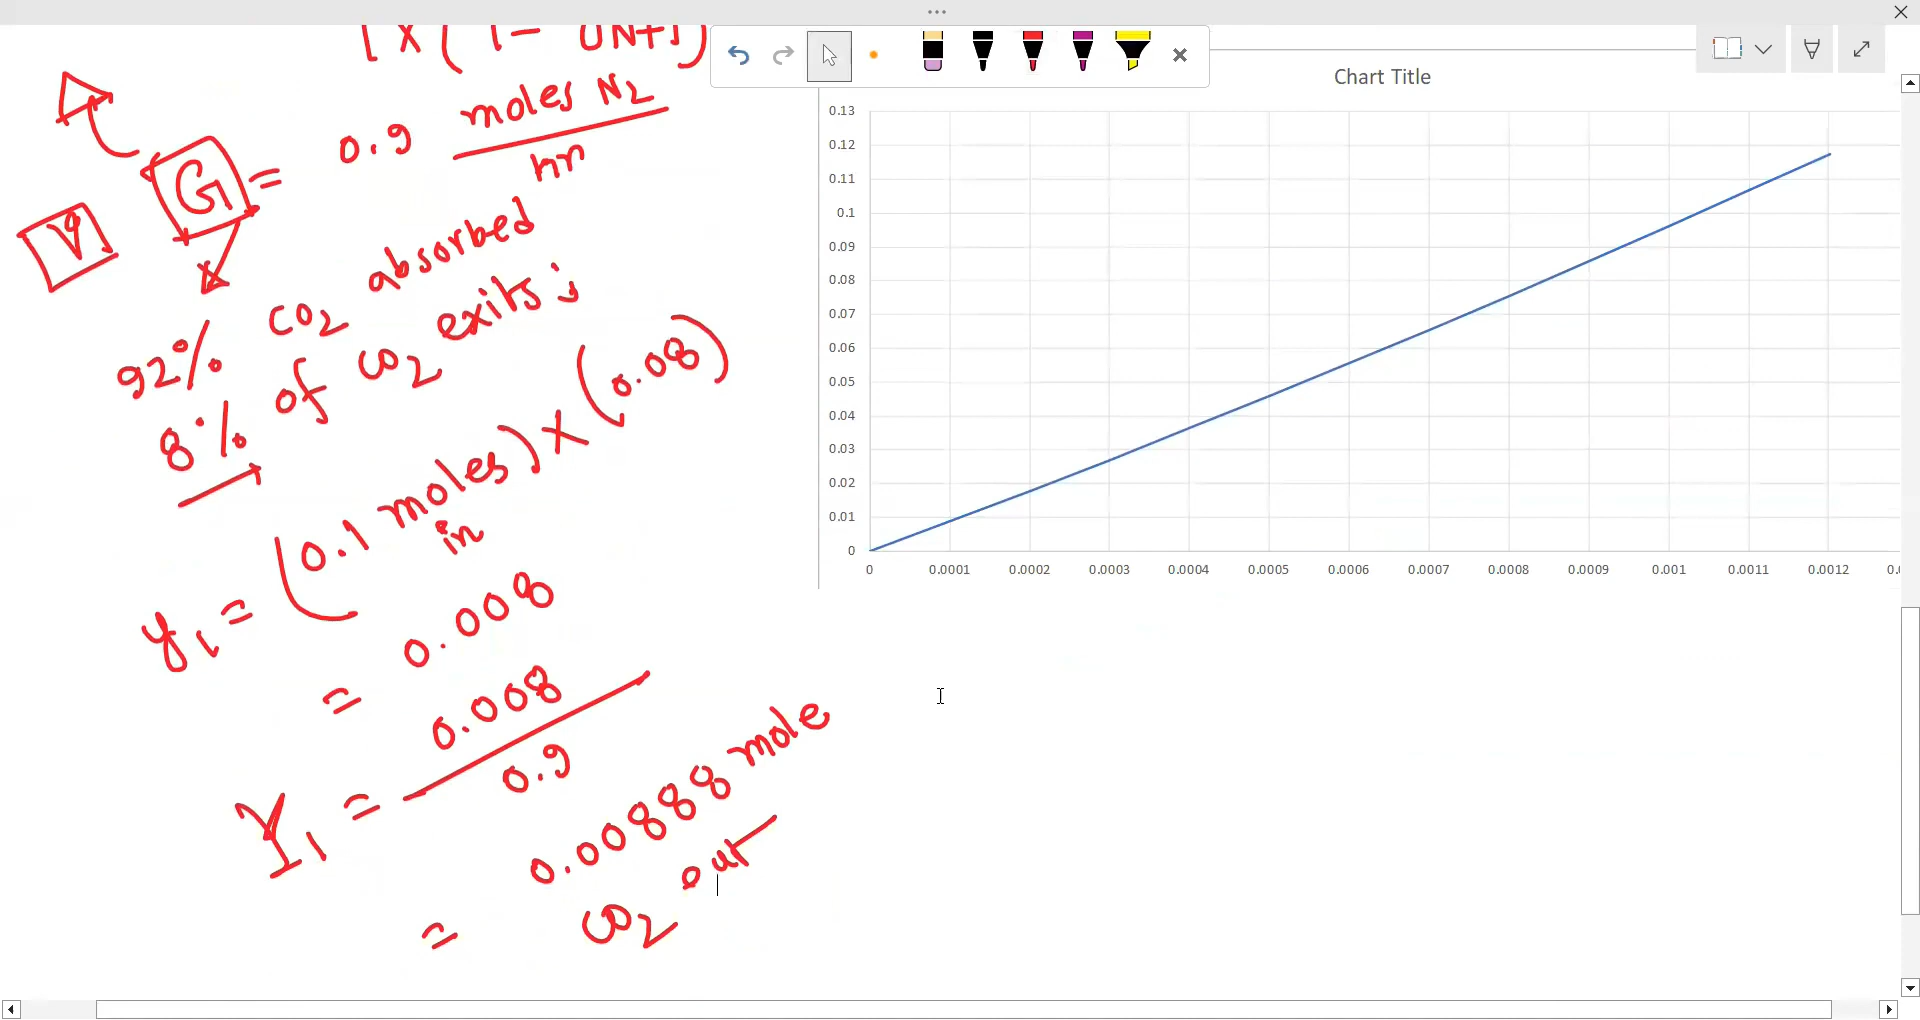 = 0.9 moles N2
hr
G
92% CO2 absorbed
8% of CO2 exits;
y1 = (0.1 moles) X (0.08)
in
= 0.008
Y1 = 0.008
0.9
= 0.00888 mole
CO2 out
Chart Title
0.13
0.12
0.11
0.1
0.09
0.08
0.07
0.06
0.05
0.04
0.03
0.02
0.01
0
0 0.0001 0.0002 0.0003 0.0004 0.0005 0.0006 0.0007 0.0008 0.0009 0.001 0.0011 0.0012